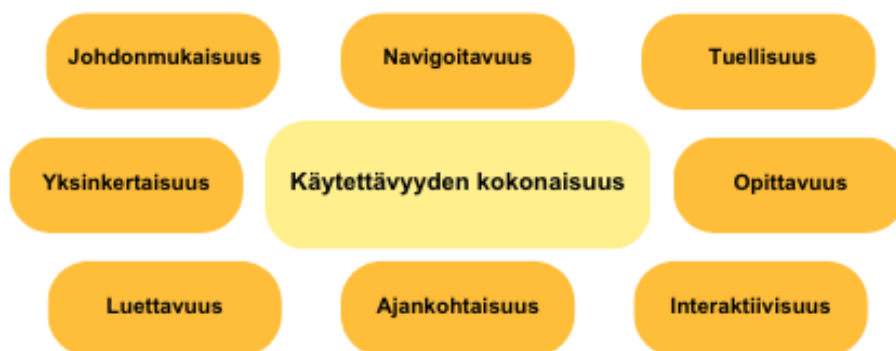 Johdonmukaisuus
Navigoitavuus
Tuellisuus
Yksinkertaisuus
Käytettävyyden kokonaisuus
Opittavuus
Luettavuus
Ajankohtaisuus
Interaktiivisuus